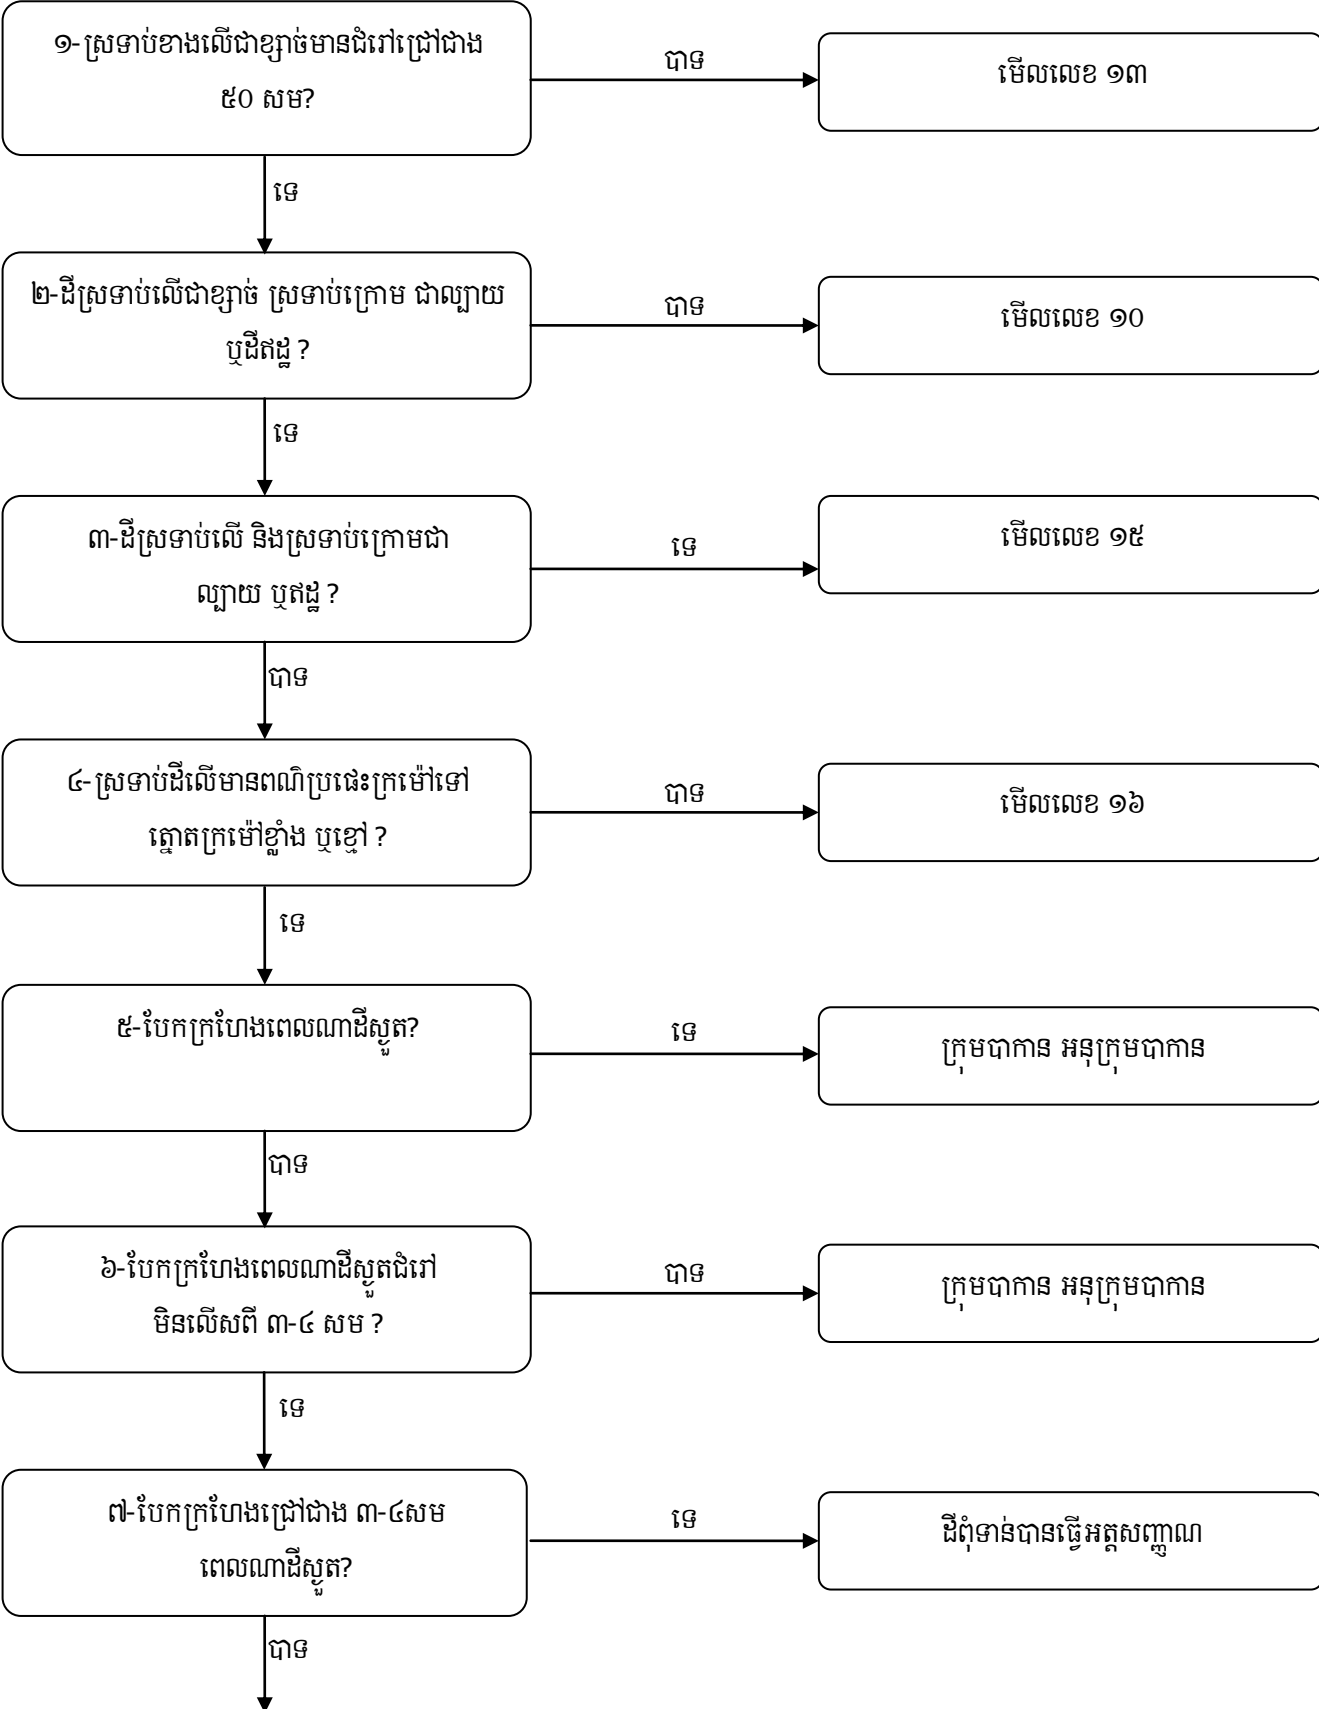 ១-ស្រទាប់ខាងលើជាខ្សាច់មានជំរៅជ្រៅជាង
៥០ សម?
បាទ
មើលលេខ ១៣
ទេ
២-ដីស្រទាប់លើជាខ្សាច់ ស្រទាប់ក្រោម ជាល្បាយ
ឬដីឥដ្ឋ ?
បាទ
មើលលេខ ១០
ទេ
៣-ដីស្រទាប់លើ និងស្រទាប់ក្រោមជា
ល្បាយ ឬឥដ្ឋ ?
ទេ
មើលលេខ ១៥
បាទ
៤-ស្រទាប់ដីលើមានពណ៌ប្រផេះក្រម៉ៅទៅ
ត្នោតក្រម៉ៅខ្លាំង ឬខ្មៅ ?
បាទ
មើលលេខ ១៦
ទេ
៥-បែកក្រហែងពេលណាដីស្ងួត?
ទេ
ក្រុមបាកាន អនុក្រុមបាកាន
បាទ
៦-បែកក្រហែងពេលណាដីស្ងួតជំរៅ
មិនលើសពី ៣-៤ សម ?
បាទ
ក្រុមបាកាន អនុក្រុមបាកាន
ទេ
៧-បែកក្រហែងជ្រៅជាង ៣-៤សម
ពេលណាដីស្ងួត?
ទេ
ដីពុំទាន់បានធ្វើអត្តសញ្ញាណ
បាទ